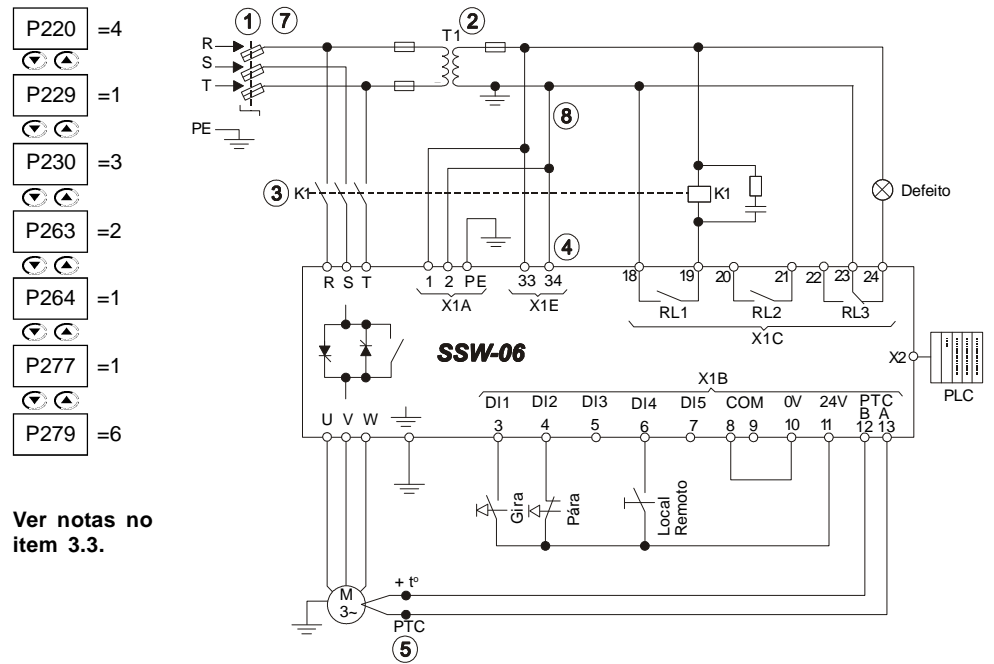 P220 =4
P229 =1
P230 =3
P263 =2
P264 =1
P277 =1
P279 =6
Ver notas no
item 3.3.
1 7 2
T1
R
S
T
PE
8
3 K1 K1 Defeito
4
R S T 1 2 PE 33 34 18 19 20 21 22 23 24
X1A X1E RL1 RL2 RL3
X1C
SSW-06
X2
PLC
X1B
DI1 DI2 DI3 DI4 DI5 COM 0V 24V PTC
B A
U V W 3 4 5 6 7 8 9 10 11 12 13
Gira
Pára
Local
Remoto
M
3~
+ tº
PTC
5